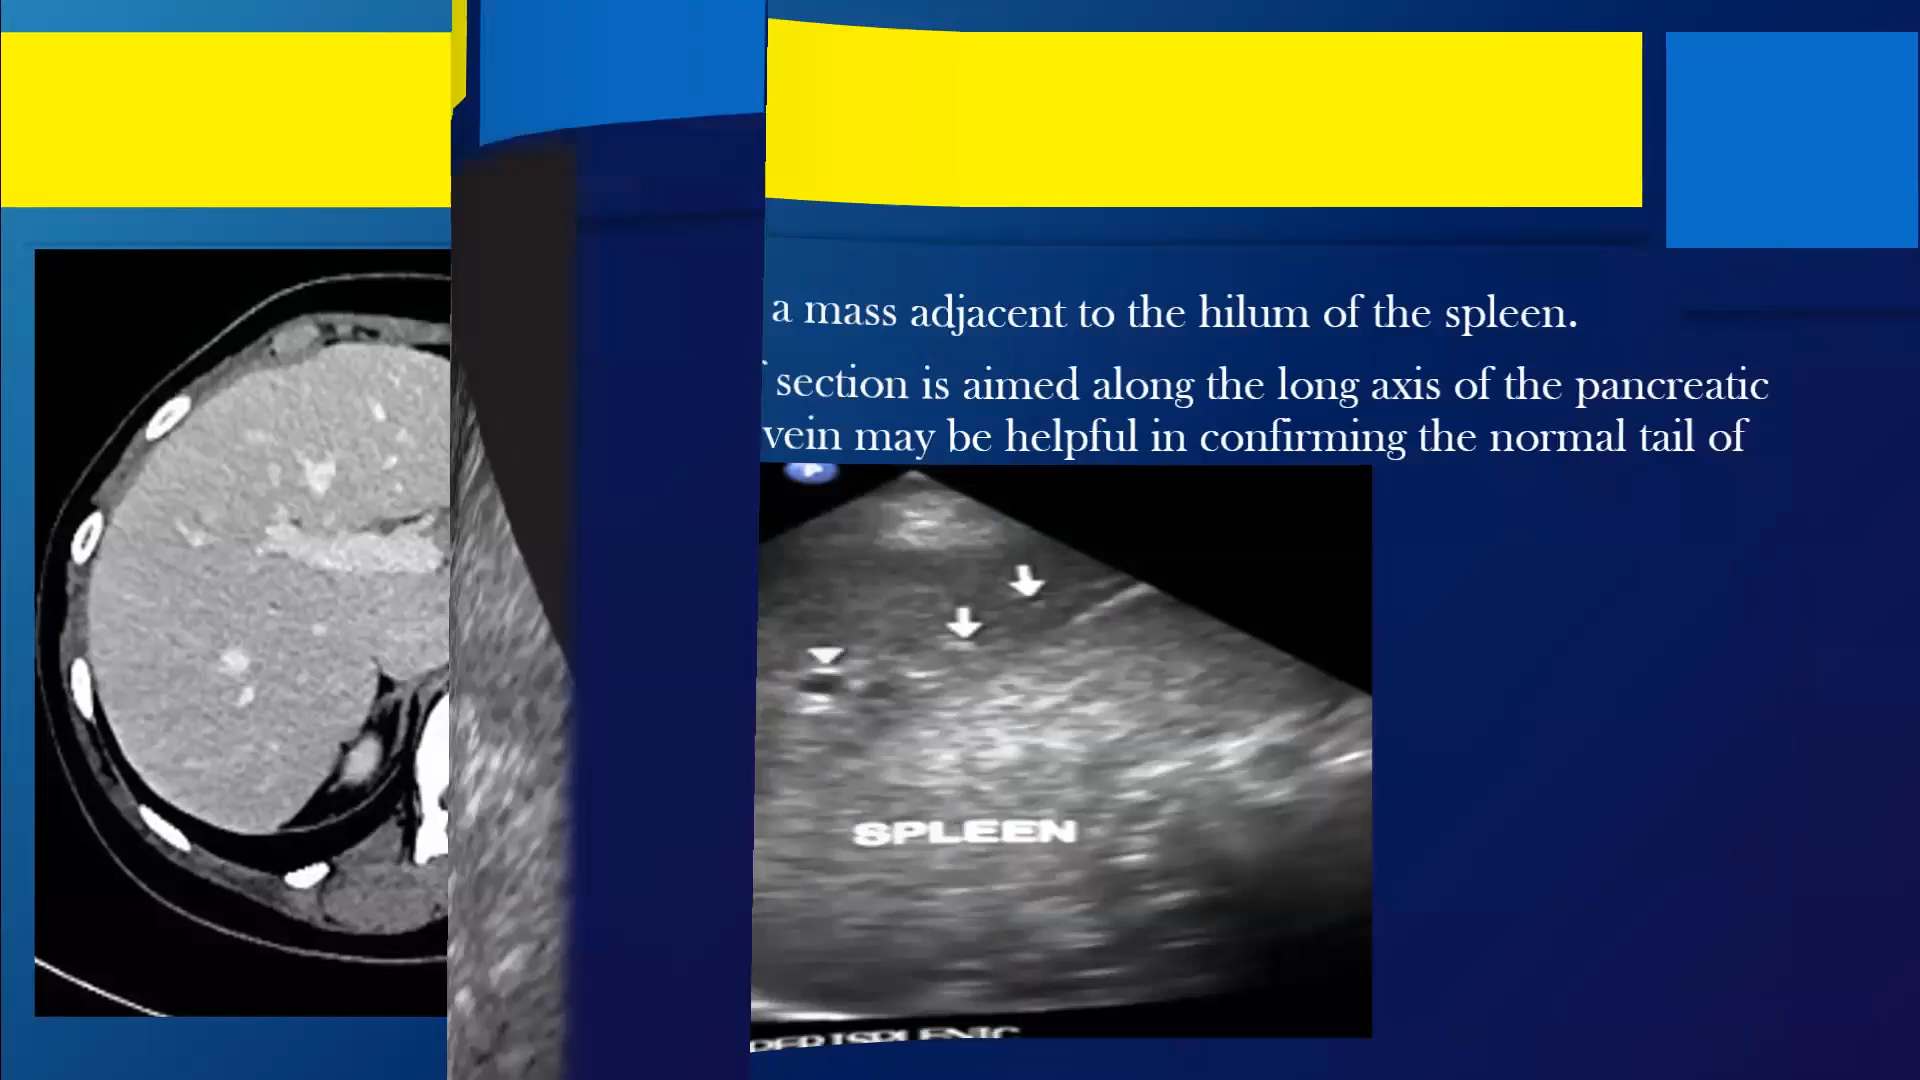 a mass adjacent to the hilum of the spleen.
section is aimed along the long axis of the pancreatic
vein may be helpful in confirming the normal tail of
SPLEEN